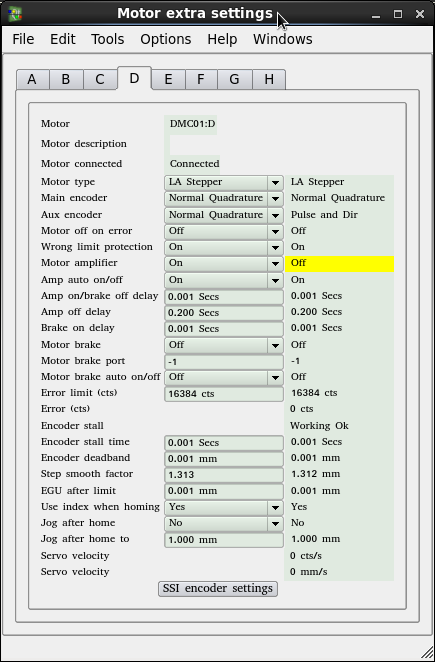 Motor extra settings
File Edit Tools Options Help Windows
A B C D E F G H
Motor DMC01:D
Motor description
Motor connected Connected
Motor type LA Stepper LA Stepper
Main encoder Normal Quadrature Normal Quadrature
Aux encoder Normal Quadrature Pulse and Dir
Motor off on error Off Off
Wrong limit protection On On
Motor amplifier On Off
Amp auto on/off On On
Amp on/brake off delay 0.001 Secs 0.001 Secs
Amp off delay 0.200 Secs 0.200 Secs
Brake on delay 0.001 Secs 0.001 Secs
Motor brake Off Off
Motor brake port -1 -1
Motor brake auto on/off Off Off
Error limit (cts) 16384 cts 16384 cts
Error (cts) 0 cts
Encoder stall Working Ok
Encoder stall time 0.001 Secs 0.001 Secs
Encoder deadband 0.001 mm 0.001 mm
Step smooth factor 1.313 1.312 mm
EGU after limit 0.001 mm 0.001 mm
Use index when homing Yes Yes
Jog after home No No
Jog after home to 1.000 mm 1.000 mm
Servo velocity 0 cts/s
Servo velocity 0 mm/s
SSI encoder settings